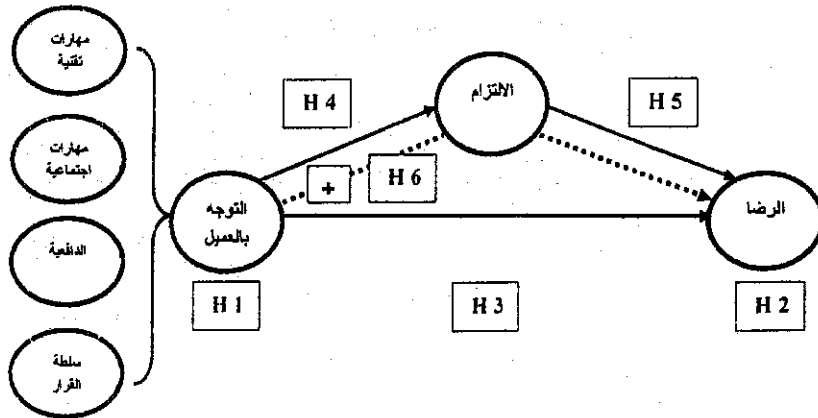 مهارات
تقنية
مهارات
اجتماعية
الدافعية
سلطة
القرار
التوجه
بالعميل
H 1
H 4
+
H 6
الالتزام
H 5
H 3
الرضا
H 2